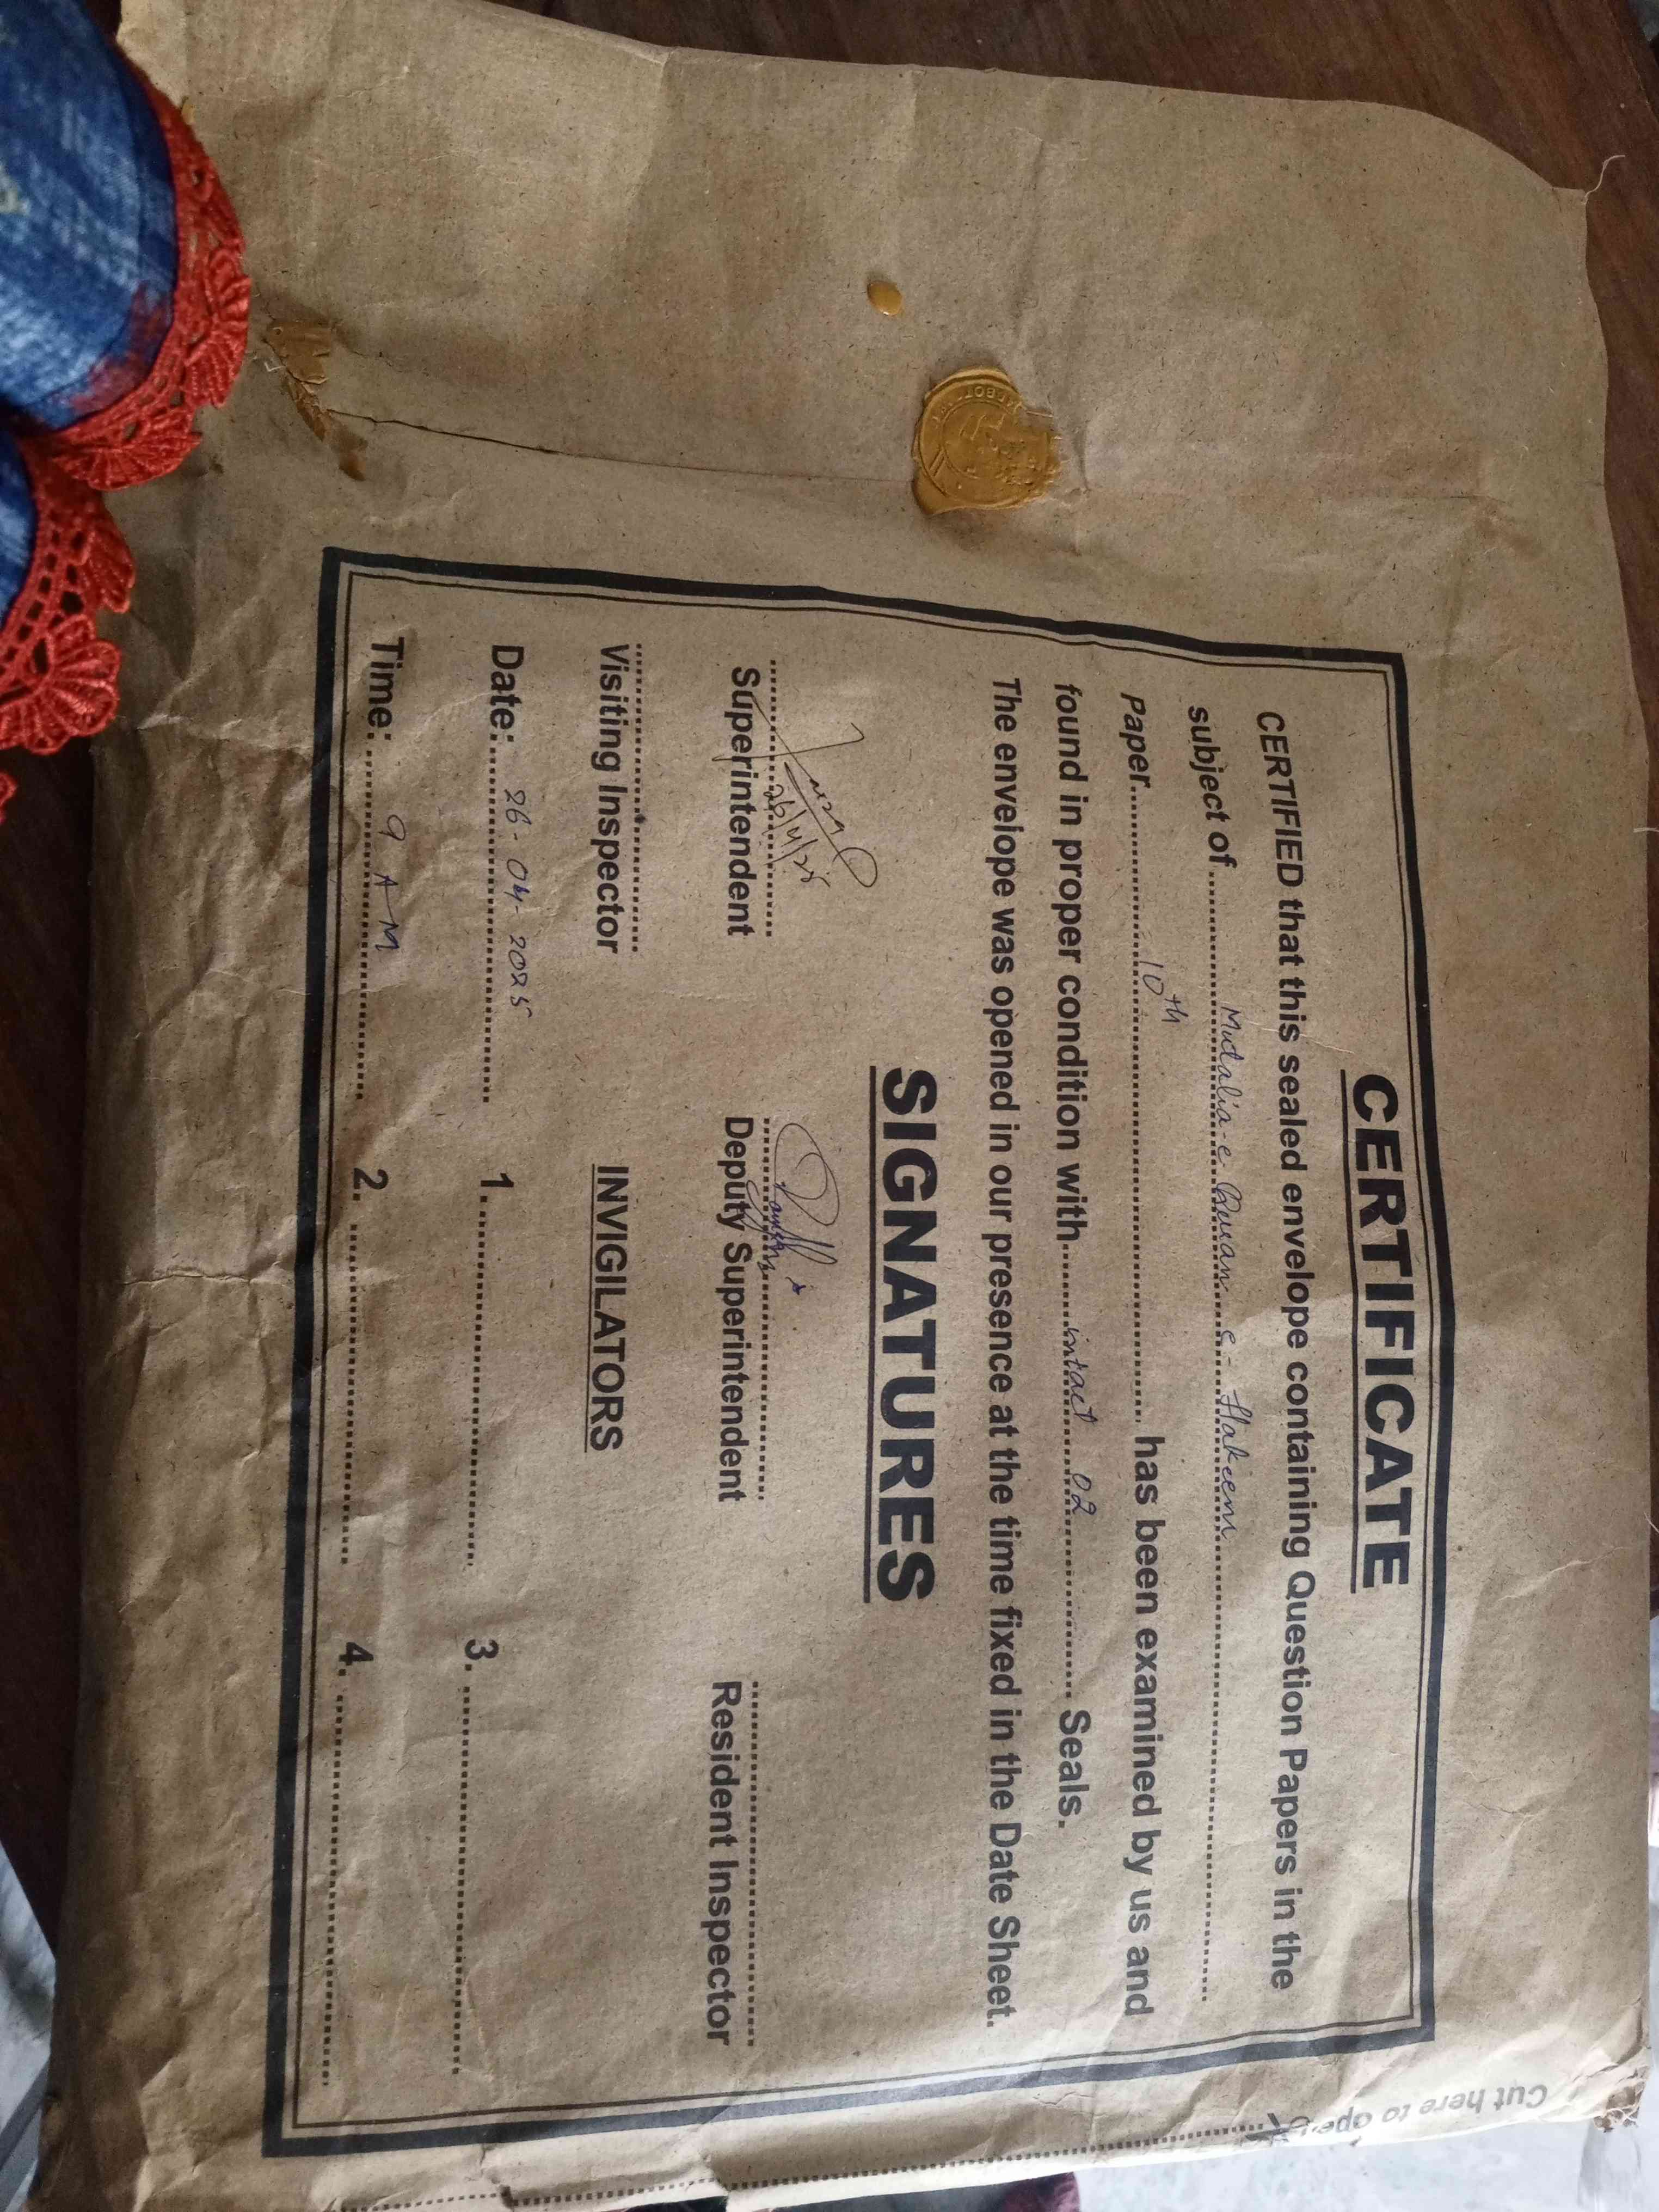 CERTIFICATE
CERTIFIED that this sealed envelope containing Question Papers in the
subject of Mutalia-e Quran-e-Hakeem
Paper 10th has been examined by us and
found in proper condition with intact 02 Seals.
The envelope was opened in our presence at the time fixed in the Date Sheet.
SIGNATURES
26/4/25
Superintendent Deputy Superintendent Resident Inspector
Visiting Inspector INVIGILATORS
Date: 26-04-2025 1. 3.
Time: 9 AM 2. 4.
Cut here to open